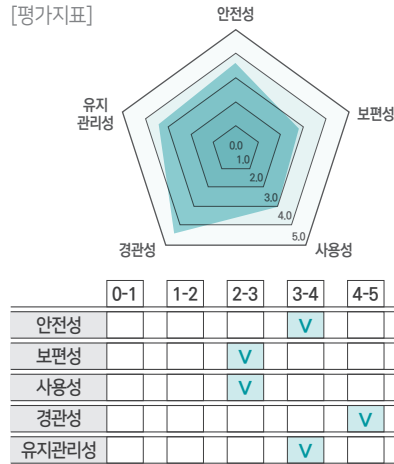 [평가지표]
안전성
유지
관리성
보편성
0.0
1.0
2.0
3.0
4.0
5.0
경관성
사용성
0-1 1-2 2-3 3-4 4-5
안전성 V
보편성 V
사용성 V
경관성 V
유지관리성 V